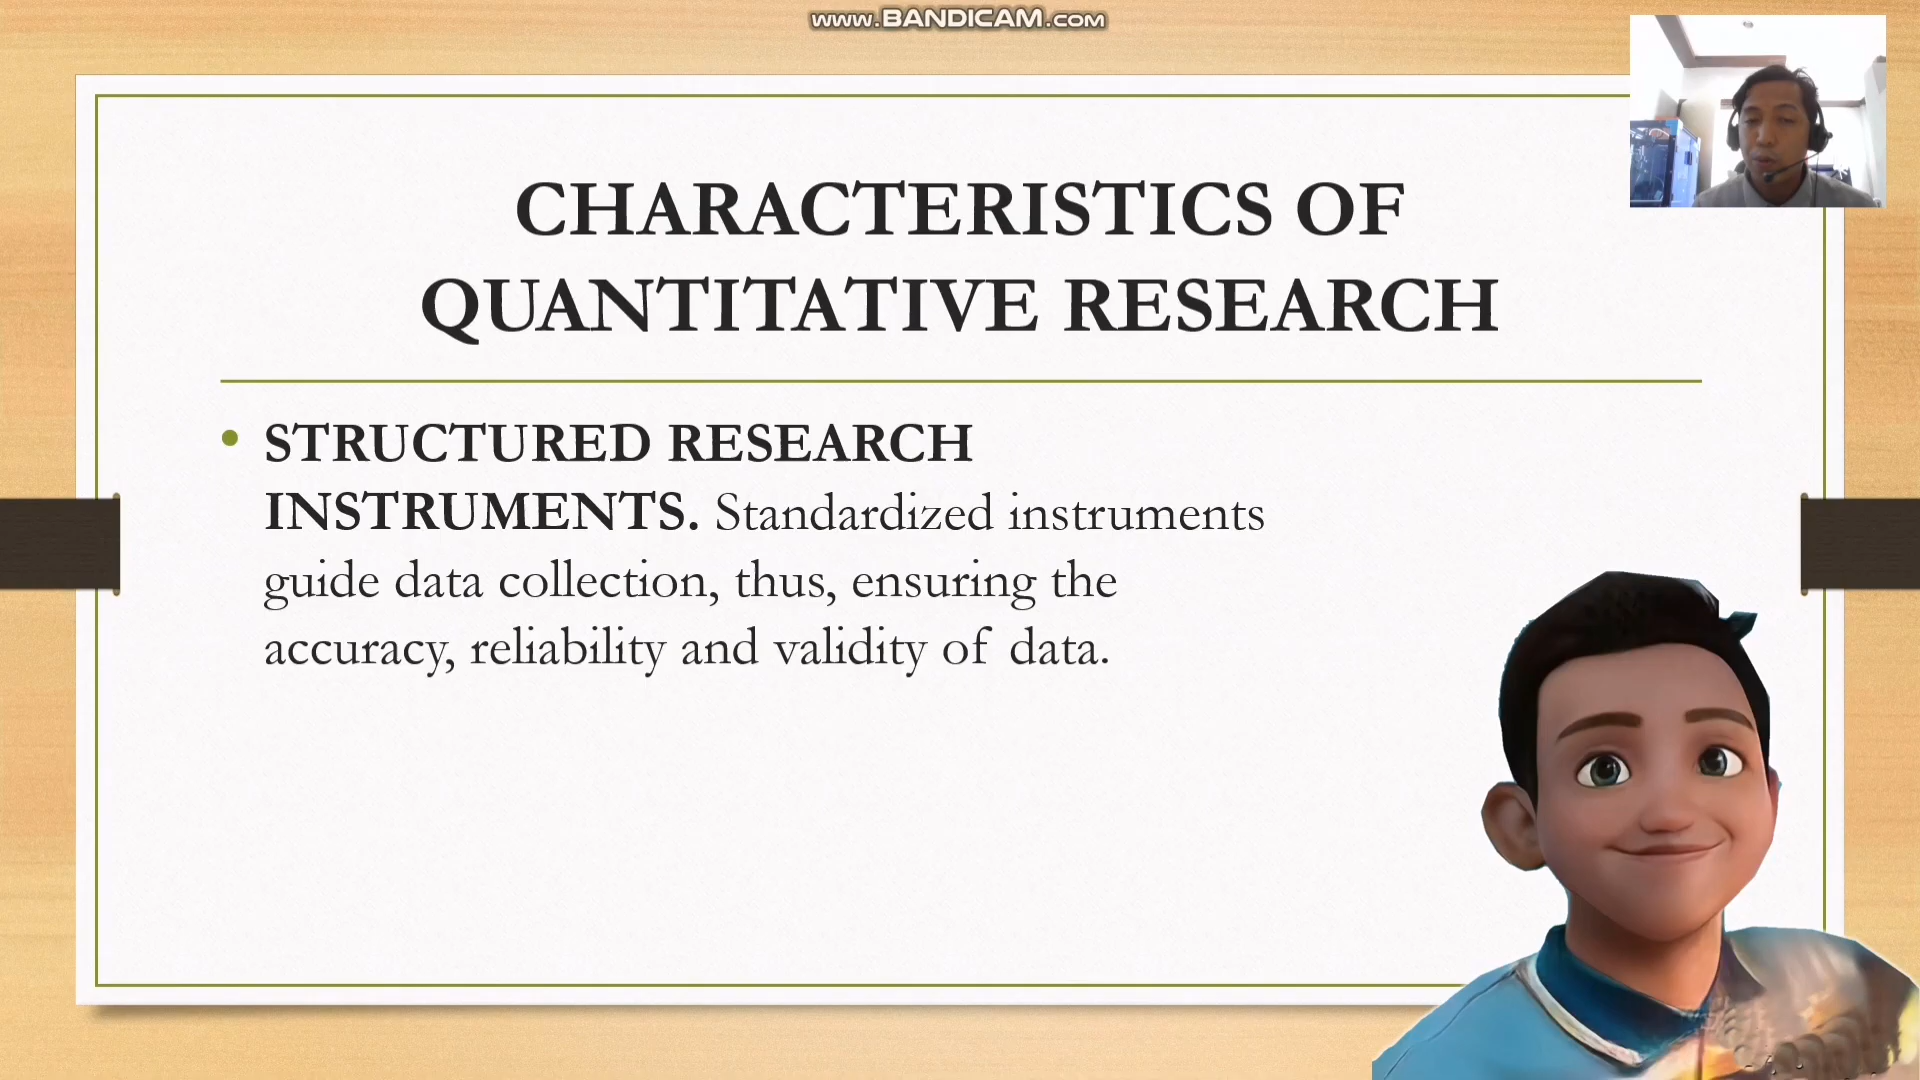 www.BANDICAM.com
CHARACTERISTICS OF
QUANTITATIVE RESEARCH
• STRUCTURED RESEARCH
INSTRUMENTS. Standardized instruments
guide data collection, thus, ensuring the
accuracy, reliability and validity of data.